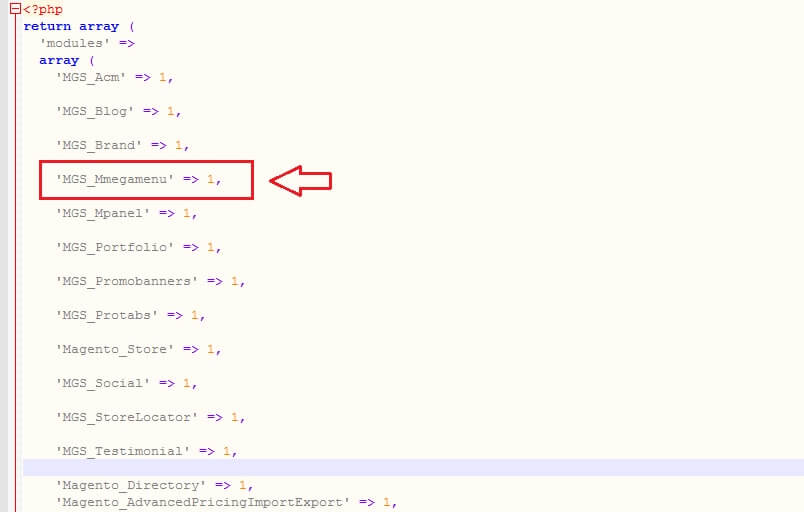 <?php
return array (
'modules' =>
array (
'MGS_Acm' => 1,
'MGS_Blog' => 1,
'MGS_Brand' => 1,
'MGS_Mmegamenu' => 1,
'MGS_Mpanel' => 1,
'MGS_Portfolio' => 1,
'MGS_Promobanners' => 1,
'MGS_Protabs' => 1,
'Magento_Store' => 1,
'MGS_Social' => 1,
'MGS_StoreLocator' => 1,
'MGS_Testimonial' => 1,
'Magento_Directory' => 1,
'Magento_AdvancedPricingImportExport' => 1,